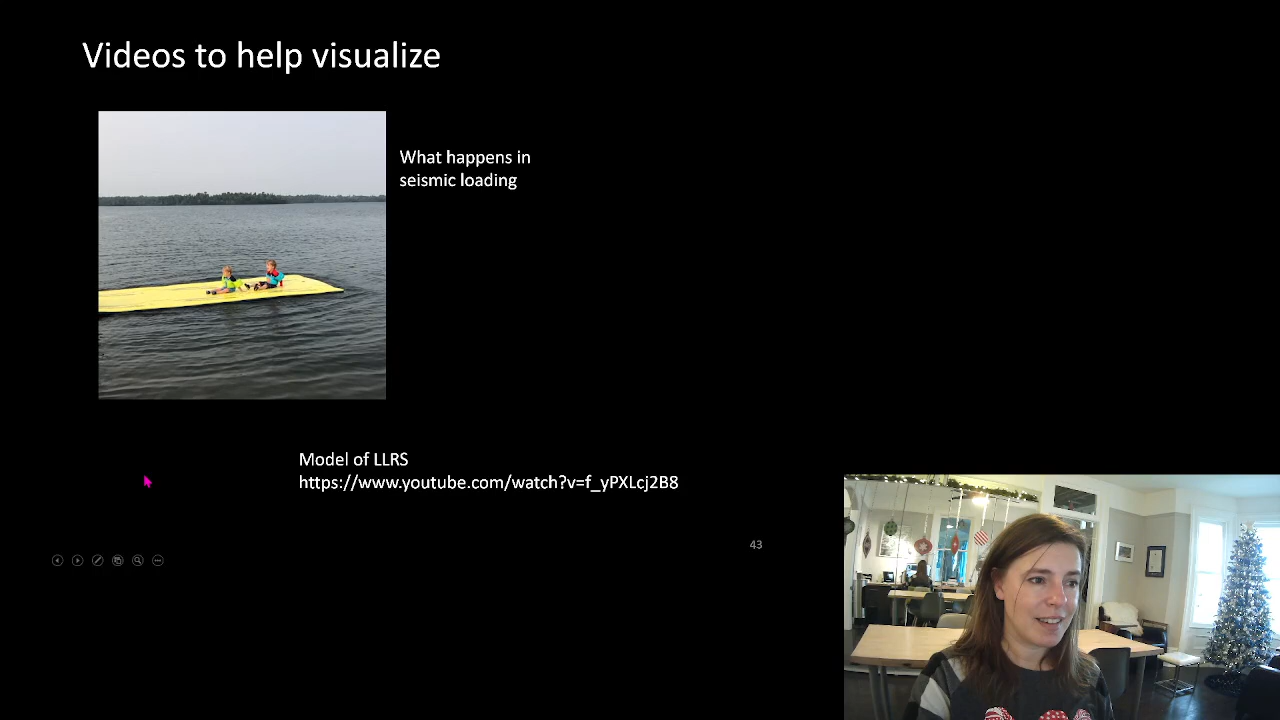 Videos to help visualize
What happens in
seismic loading
Model of LLRS
https://www.youtube.com/watch?v=f_yPXLcj2B8
43